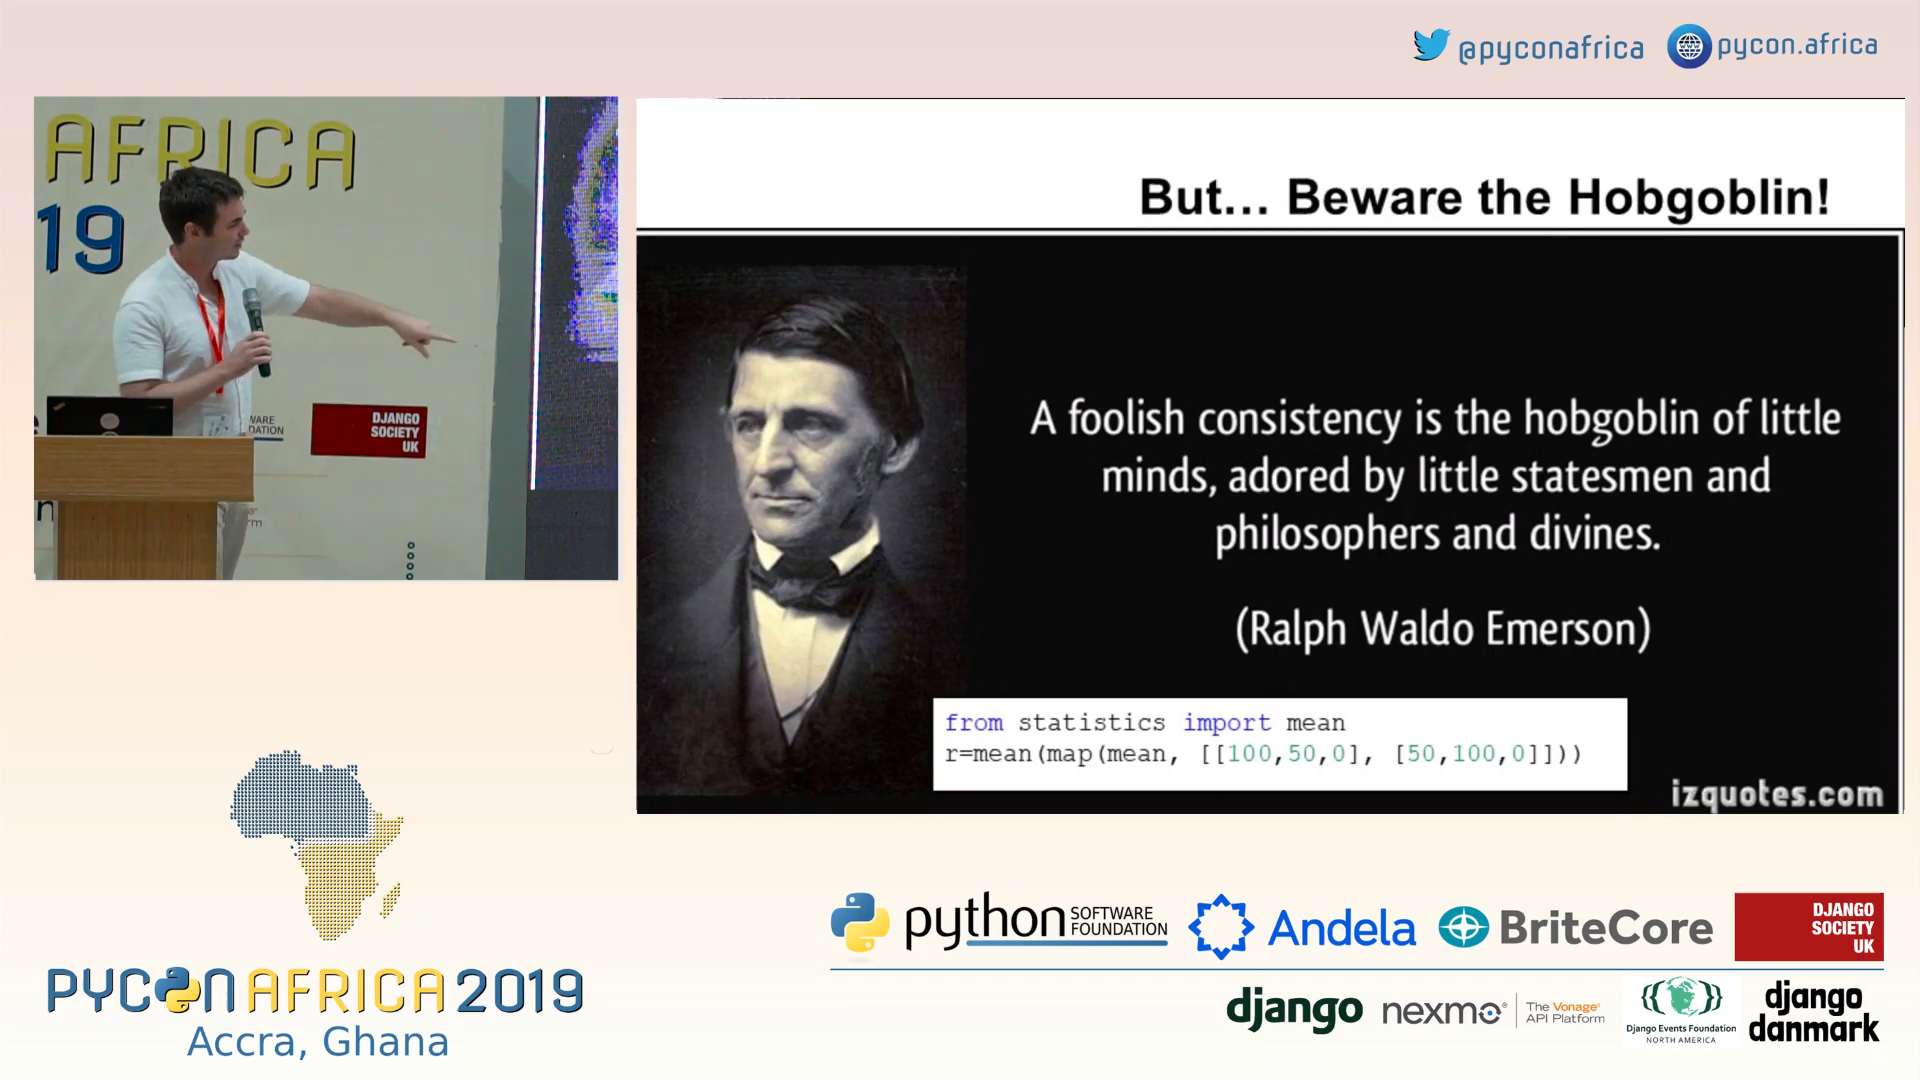 @pyconafrica
pycon.africa
AFRICA
19
DJANGO
SOCIETY
UK
But... Beware the Hobgoblin!
A foolish consistency is the hobgoblin of little
minds, adored by little statesmen and
philosophers and divines.
(Ralph Waldo Emerson)
from statistics import mean
r=mean(map(mean, [[100,50,0], [50,100,0]]))
izquotes.com
PYCON AFRICA 2019
Accra, Ghana
python SOFTWARE
FOUNDATION
Andela
BriteCore
DJANGO
SOCIETY
UK
django
nexmo
The Vonage
API Platform
Django Events Foundation
NORTH AMERICA
django
danmark